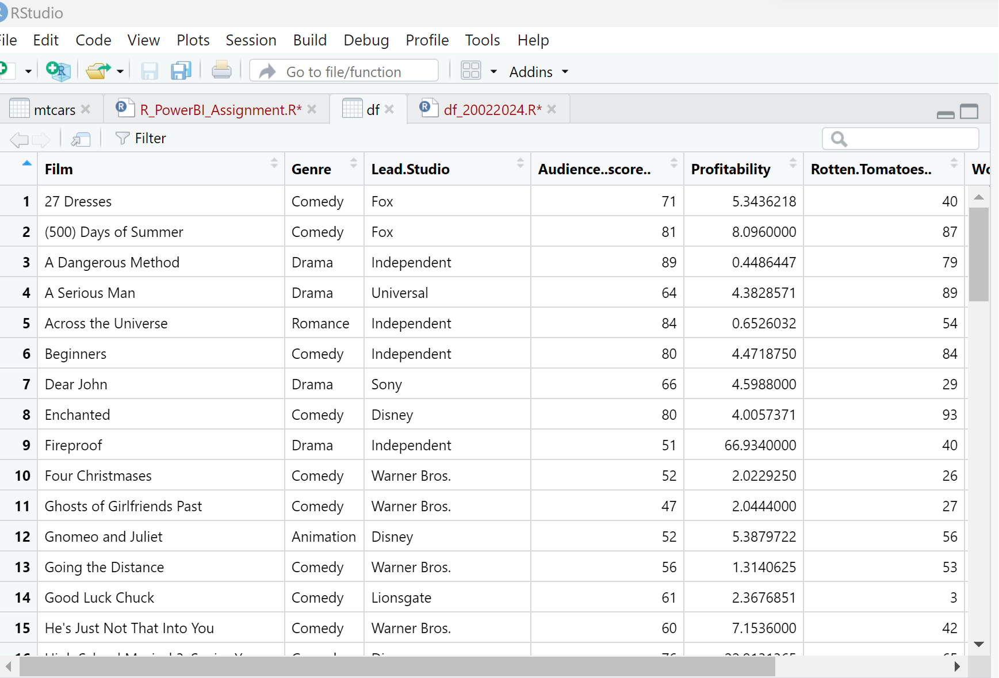 RStudio
File Edit Code View Plots Session Build Debug Profile Tools Help
Go to file/function Addins
mtcars R_PowerBI_Assignment.R* df df_20022024.R*
Filter
Film Genre Lead.Studio Audience..score.. Profitability Rotten.Tomatoes.. Wo
1 27 Dresses Comedy Fox 71 5.3436218 40
2 (500) Days of Summer Comedy Fox 81 8.0960000 87
3 A Dangerous Method Drama Independent 89 0.4486447 79
4 A Serious Man Drama Universal 64 4.3828571 89
5 Across the Universe Romance Independent 84 0.6526032 54
6 Beginners Comedy Independent 80 4.4718750 84
7 Dear John Drama Sony 66 4.5988000 29
8 Enchanted Comedy Disney 80 4.0057371 93
9 Fireproof Drama Independent 51 66.9340000 40
10 Four Christmases Comedy Warner Bros. 52 2.0229250 26
11 Ghosts of Girlfriends Past Comedy Warner Bros. 47 2.0444000 27
12 Gnomeo and Juliet Animation Disney 52 5.3879722 56
13 Going the Distance Comedy Warner Bros. 56 1.3140625 53
14 Good Luck Chuck Comedy Lionsgate 61 2.3676851 3
15 He's Just Not That Into You Comedy Warner Bros. 60 7.1536000 42